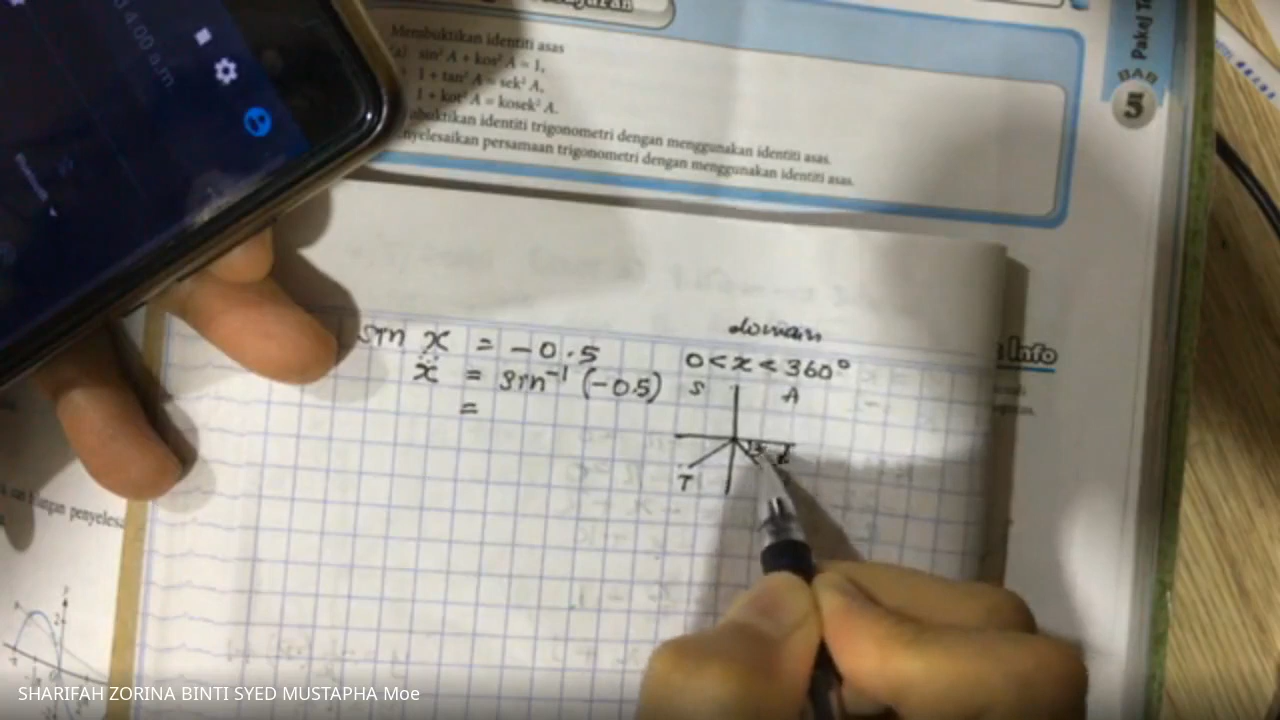 4:00 a.m
Membuktikan identiti asas
sin² A + kos² A = 1,
1 + tan² A = sek² A,
1 + kot² A = kosek² A.
identiti trigonometri dengan menggunakan identiti asas.
persamaan trigonometri dengan menggunakan identiti asas.
BAB
5
Info
domain
sin x = -0.5
0 < x < 360°
x = sin⁻¹ (-0.5)
S A
=
T
SHARIFAH ZORINA BINTI SYED MUSTAPHA Moe